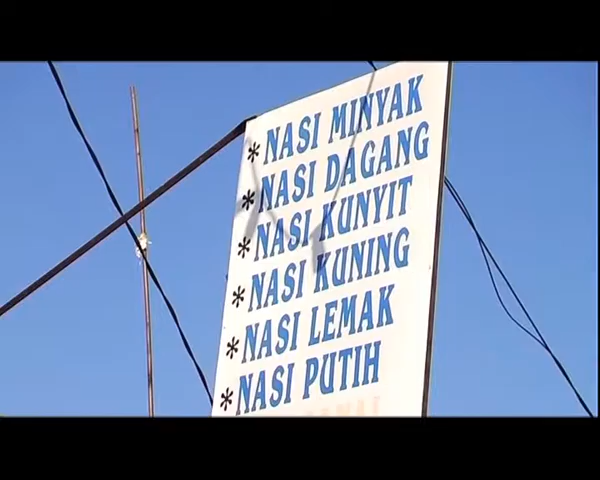 * NASI MINYAK
* NASI DAGANG
* NASI KUNYIT
* NASI KUNING
* NASI LEMAK
* NASI PUTIH